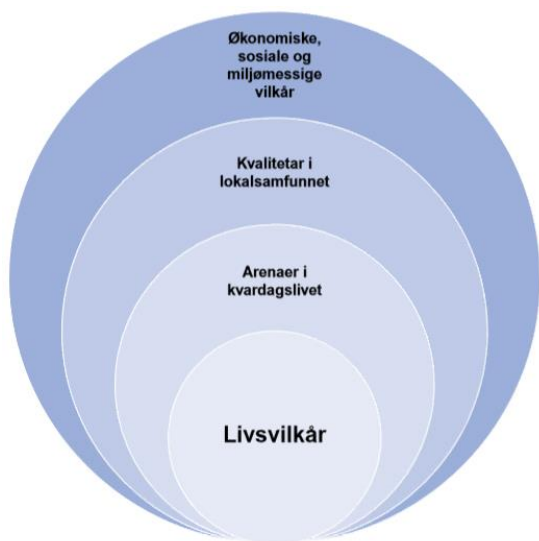 Økonomiske,
sosiale og
miljømessige
vilkår
Kvalitetar i
lokalsamfunnet
Arenaer i
kvardagslivet
Livsvilkår